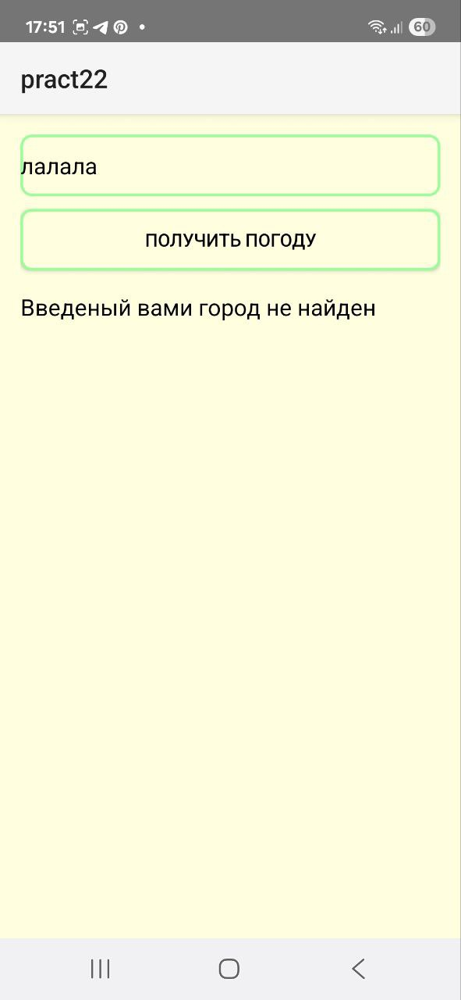 17:51
60
pract22
лалала
ПОЛУЧИТЬ ПОГОДУ
Введеный вами город не найден